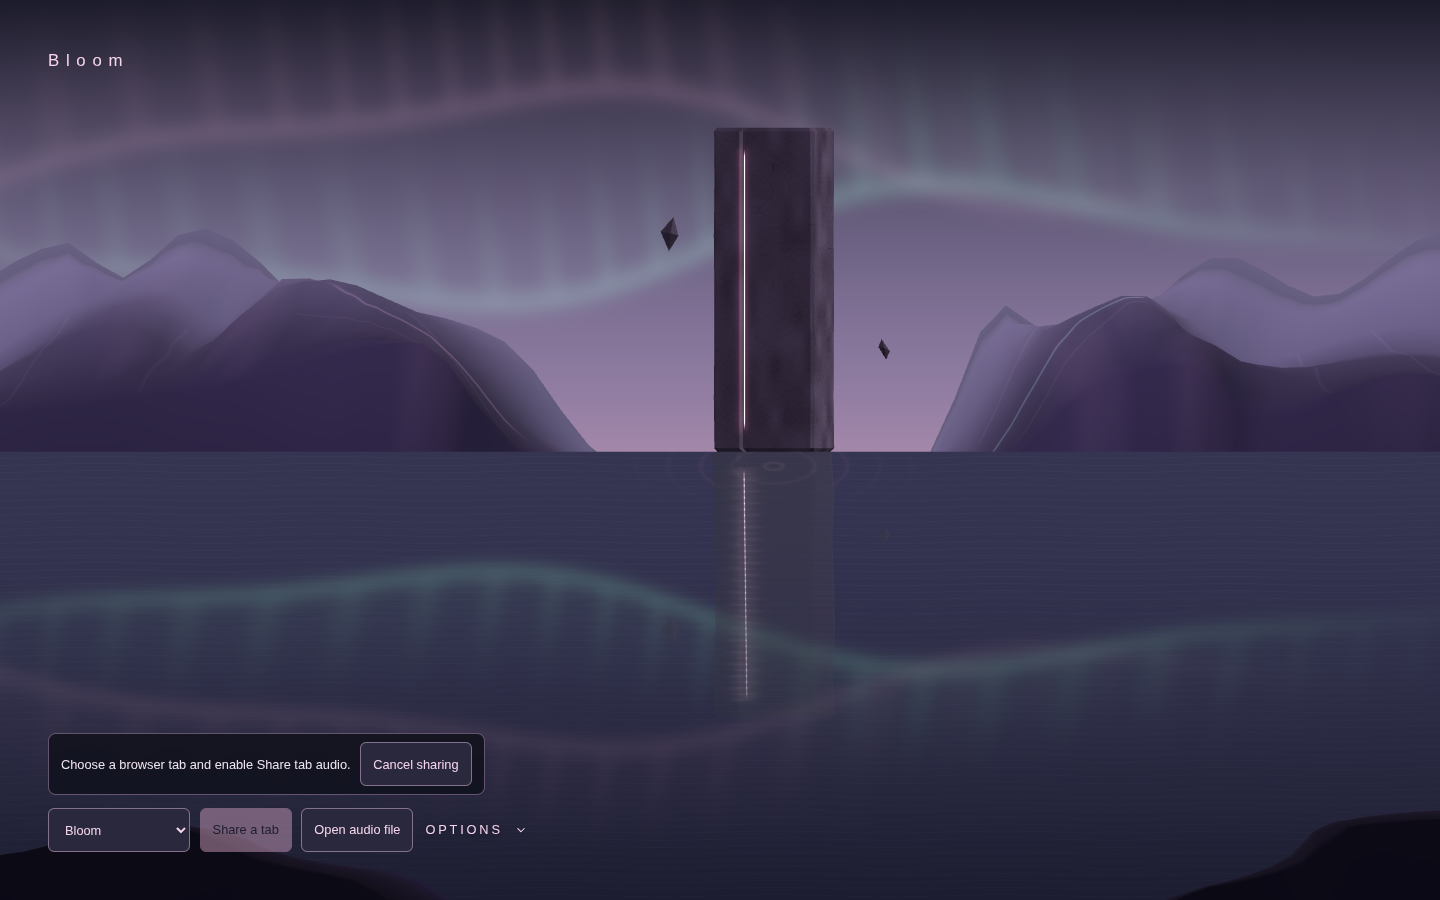 Bloom
Choose a browser tab and enable Share tab audio. Cancel sharing
Bloom Share a tab Open audio file OPTIONS